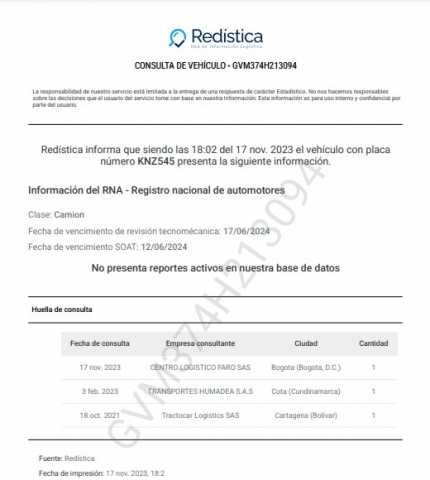 Redística
Red de Información Logística
CONSULTA DE VEHÍCULO - GVM374H213094
La responsabilidad de nuestro servicio está limitada a la entrega de una respuesta de carácter Estadístico. No nos hacemos responsables
sobre las decisiones que el usuario del servicio tome con base en nuestra Información. Esta información es para uso interno y confidencial por
parte del usuario.
Redística informa que siendo las 18:02 del 17 nov. 2023 el vehículo con placa
número KNZ545 presenta la siguiente información.
Información del RNA - Registro nacional de automotores
Clase: Camion
Fecha de vencimiento de revisión tecnomécanica: 17/06/2024
Fecha de vencimiento SOAT: 12/06/2024
No presenta reportes activos en nuestra base de datos
Huella de consulta
Fecha de consulta Empresa consultante Ciudad Cantidad
17 nov. 2023 CENTRO LOGISTICO PARO SAS Bogota (Bogota, D.C.) 1
3 feb. 2023 TRANSPORTES HUMADEA S.A.S Cota (Cundinamarca) 1
18 oct. 2021 Tractocar Logistics SAS Cartagena (Bolívar) 1
GVM374H213094
Fuente: Redística
Fecha de impresión: 17 nov. 2023, 18:2